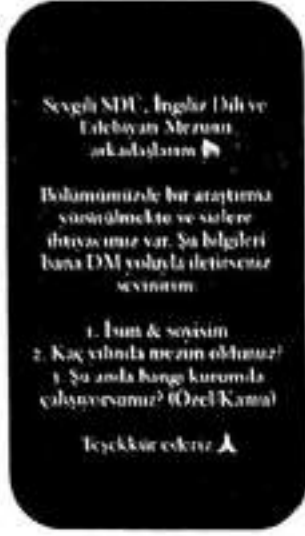 Sevgili SDÜ, İngiliz Dili ve
Edebiyatı Mezunu
arkadaşlarım
Bölümümüzde bir araştırma
yürütülmekte ve sizlere
ihtiyacımız var. Şu bilgileri
bana DM yoluyla iletirseniz
sevinirim
1. İsim & soyisim
2. Kaç yılında mezun oldunuz?
3. Şu anda hangi kurumda
çalışıyorsunuz? (Özel/Kamu)
Teşekkür ederiz